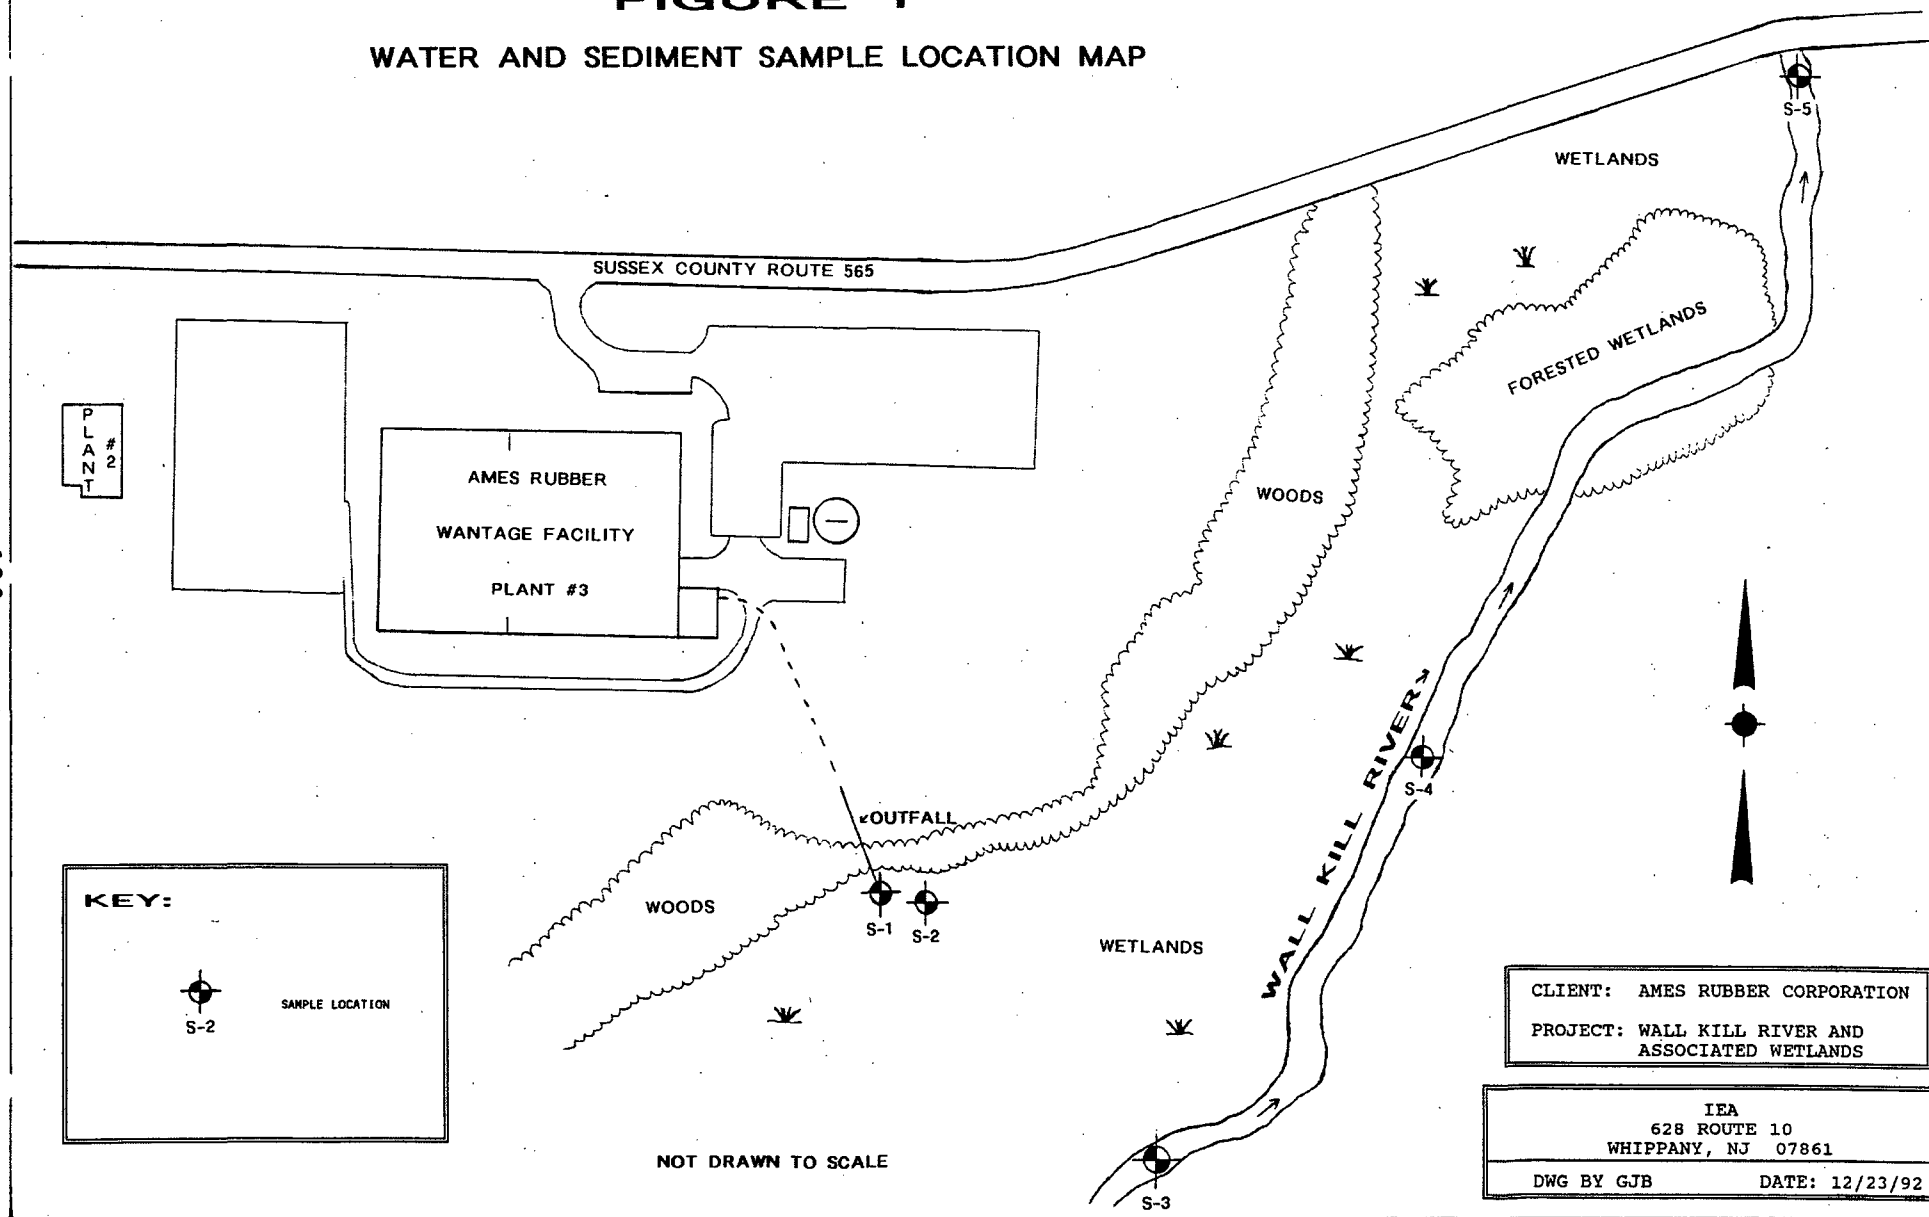 FIGURE 1
WATER AND SEDIMENT SAMPLE LOCATION MAP
S-5
WETLANDS
SUSSEX COUNTY ROUTE 565
FORESTED WETLANDS
PLANT
#2
AMES RUBBER
WANTAGE FACILITY
PLANT #3
WOODS
WALL KILL RIVER
S-4
OUTFALL
WOODS
S-1
S-2
WETLANDS
KEY:
S-2
SAMPLE LOCATION
NOT DRAWN TO SCALE
S-3
CLIENT: AMES RUBBER CORPORATION
PROJECT: WALL KILL RIVER AND
ASSOCIATED WETLANDS
IEA
628 ROUTE 10
WHIPPANY, NJ 07861
DWG BY GJB DATE: 12/23/92